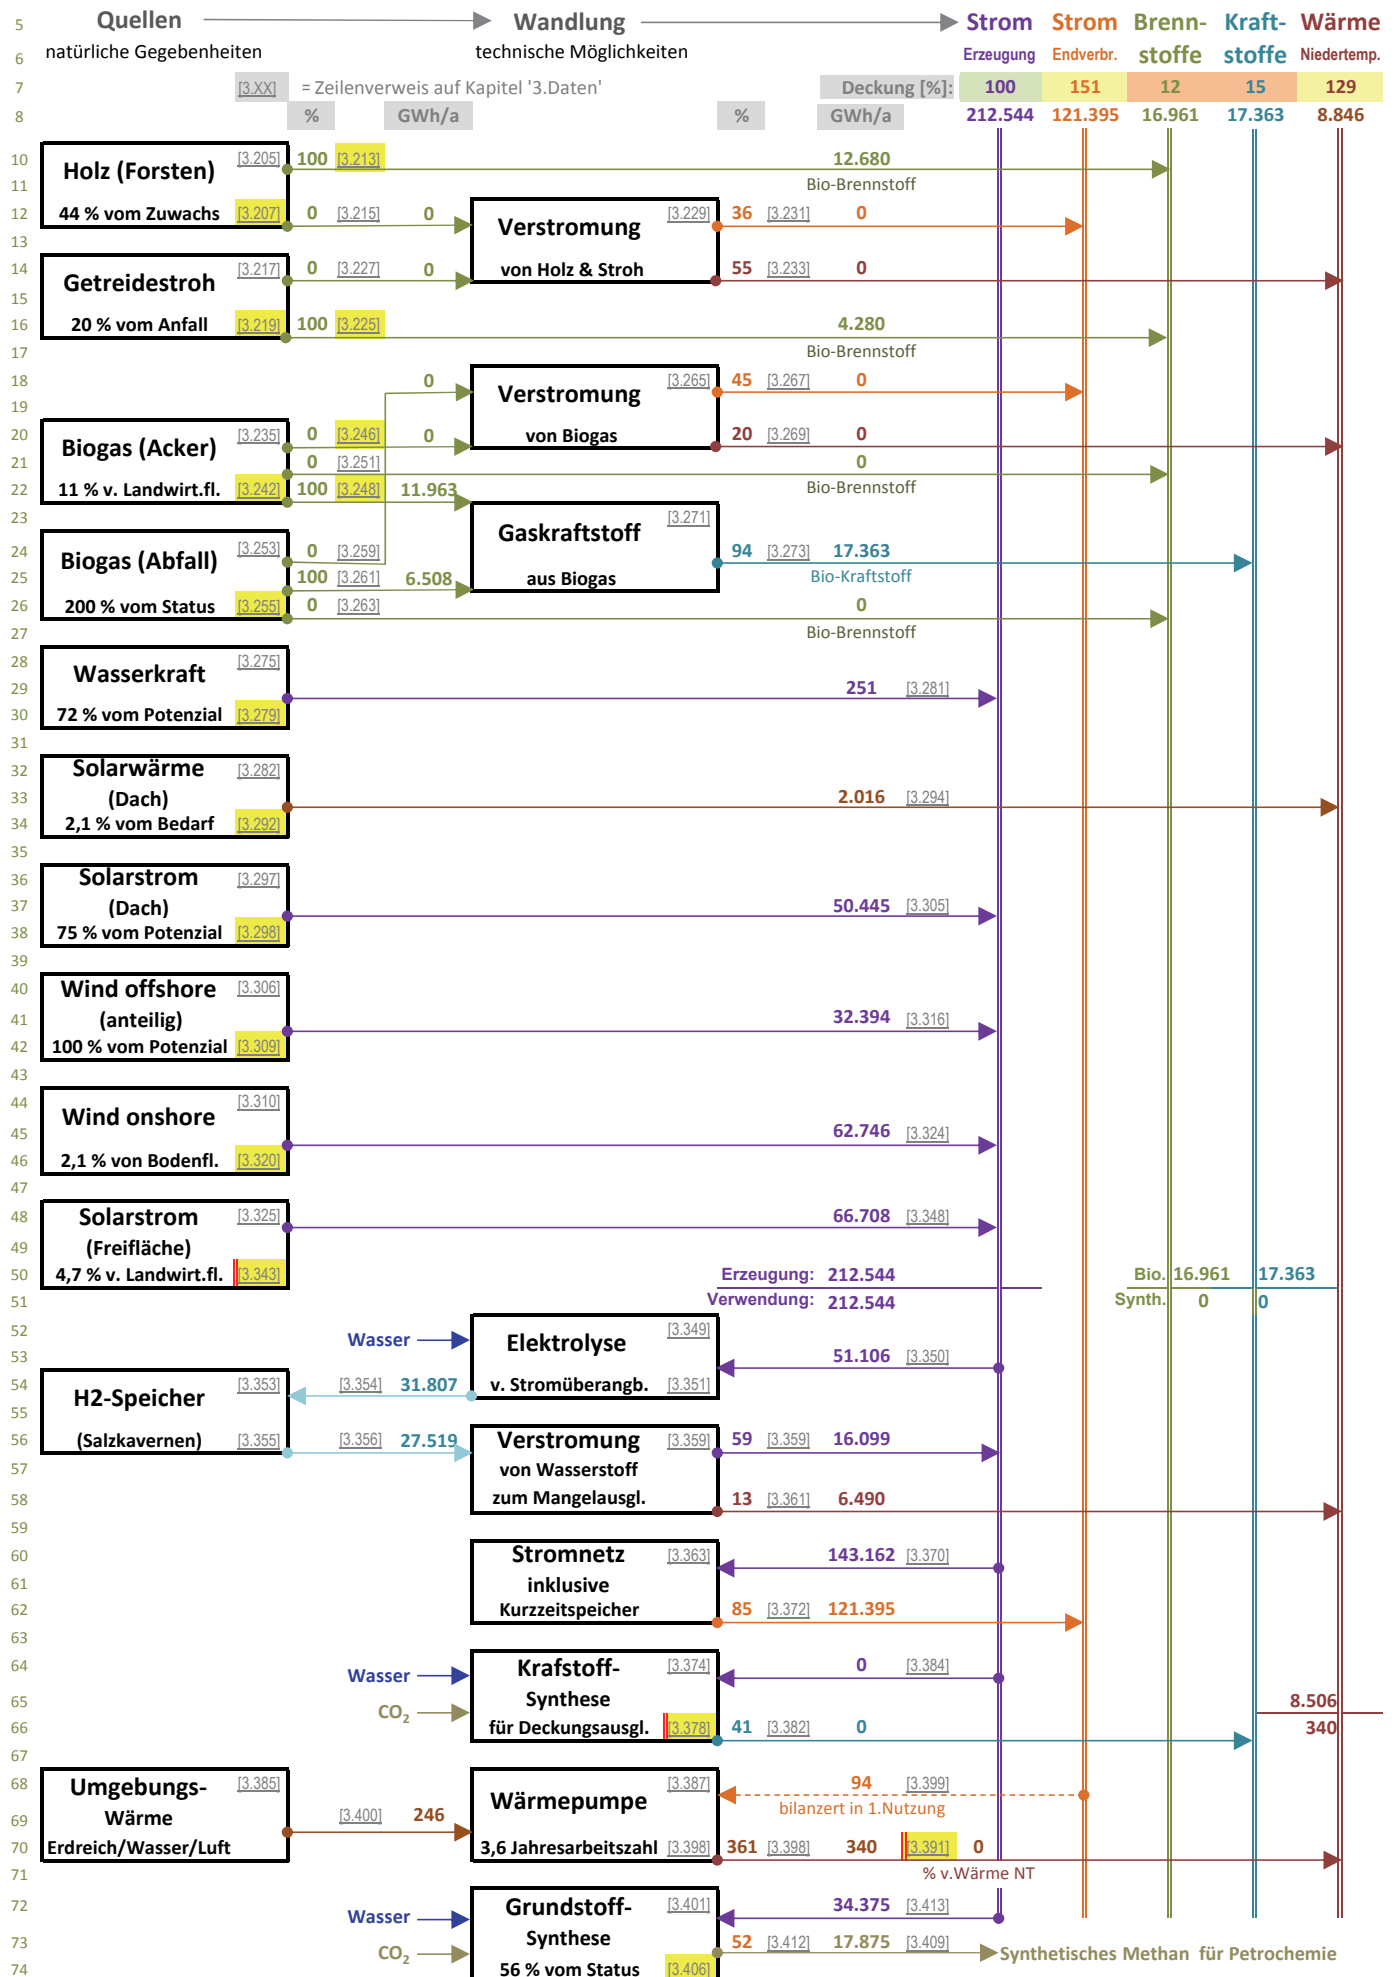 5 Quellen Wandlung Strom Strom Brenn- Kraft- Wärme
6 natürliche Gegebenheiten technische Möglichkeiten Erzeugung Endverbr. stoffe stoffe Niedertemp.
7 [3.XX] = Zeilenverweis auf Kapitel '3.Daten' Deckung [%]: 100 151 12 15 129
8 % GWh/a % GWh/a 212.544 121.395 16.961 17.363 8.846
10 Holz (Forsten) [3.205] 100 [3.213] 12.680
11 Bio-Brennstoff
12 44 % vom Zuwachs [3.207] 0 [3.215] 0 Verstromung [3.229] 36 [3.231] 0
13
14 Getreidestroh [3.217] 0 [3.227] 0 von Holz & Stroh 55 [3.233] 0
15
16 20 % vom Anfall [3.219] 100 [3.225] 4.280
17 Bio-Brennstoff
18 0 Verstromung [3.265] 45 [3.267] 0
19
20 Biogas (Acker) [3.235] 0 [3.246] 0 von Biogas 20 [3.269] 0
21 0 [3.251] 0
22 11 % v. Landwirt.fl. [3.242] 100 [3.248] 11.963 Bio-Brennstoff
23 Gaskraftstoff [3.271]
24 Biogas (Abfall) [3.253] 0 [3.259] 94 [3.273] 17.363
25 100 [3.261] 6.508 aus Biogas Bio-Kraftstoff
26 200 % vom Status [3.255] 0 [3.263] 0
27 Bio-Brennstoff
28 Wasserkraft [3.275]
29 251 [3.281]
30 72 % vom Potenzial [3.279]
31
32 Solarwärme [3.282]
33 (Dach) 2.016 [3.294]
34 2,1 % vom Bedarf [3.292]
35
36 Solarstrom [3.297]
37 (Dach) 50.445 [3.305]
38 75 % vom Potenzial [3.298]
39
40 Wind offshore [3.306]
41 (anteilig) 32.394 [3.316]
42 100 % vom Potenzial [3.309]
43
44 Wind onshore [3.310]
45 62.746 [3.324]
46 2,1 % von Bodenfl. [3.320]
47
48 Solarstrom [3.325] 66.708 [3.348]
49 (Freifläche)
50 4,7 % v. Landwirt.fl. [3.343] Erzeugung: 212.544 Bio. 16.961 17.363
51 Verwendung: 212.544 Synth. 0 0
52 Wasser Elektrolyse [3.349]
53 51.106 [3.350]
54 H2-Speicher [3.353] [3.354] 31.807 v. Stromüberangb. [3.351]
55
56 (Salzkavernen) [3.355] [3.356] 27.519 Verstromung [3.359] 59 [3.359] 16.099
57 von Wasserstoff
58 zum Mangelausgl. 13 [3.361] 6.490
59
60 Stromnetz [3.363] 143.162 [3.370]
61 inklusive
62 Kurzzeitspeicher 85 [3.372] 121.395
63
64 Wasser Krafstoff- [3.374] 0 [3.384]
65 CO2 Synthese 8.506
66 für Deckungsausgl. [3.378] 41 [3.382] 0 340
67
68 Umgebungs- [3.385] Wärmepumpe [3.387] 94 [3.399]
69 Wärme [3.400] 246 bilanzert in 1.Nutzung
70 Erdreich/Wasser/Luft 3,6 Jahresarbeitszahl [3.398] 361 [3.398] 340 [3.391] 0
71 % v.Wärme NT
72 Wasser Grundstoff- [3.401] 34.375 [3.413]
73 CO2 Synthese 52 [3.412] 17.875 [3.409] Synthetisches Methan für Petrochemie
74 56 % vom Status [3.406]